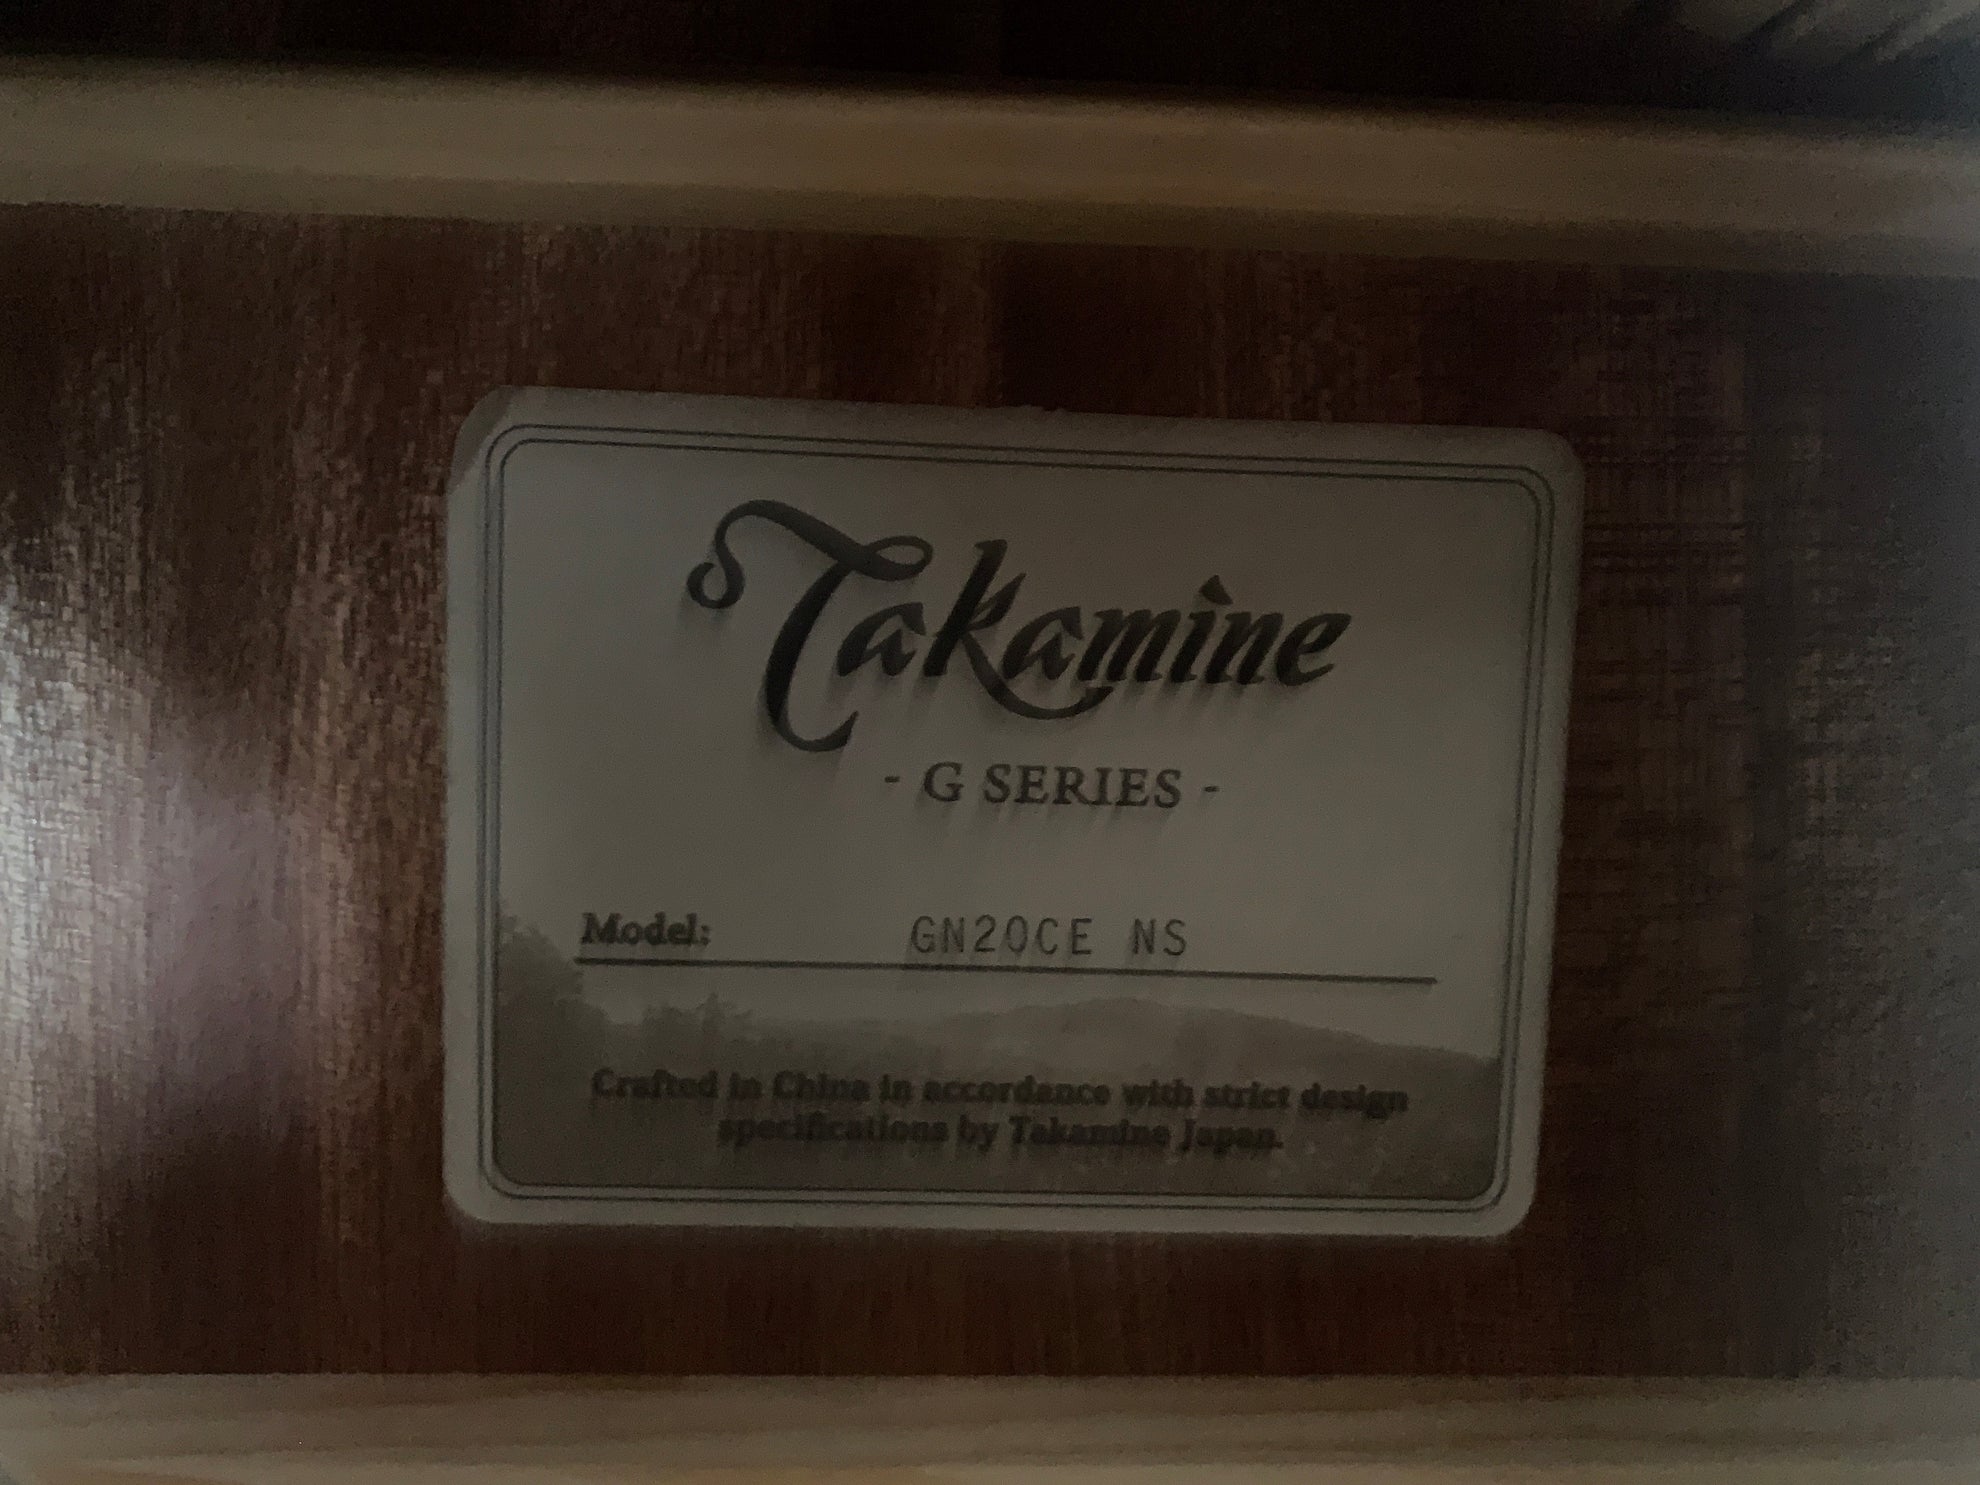 Takamine
- G SERIES -
Model: GN20CE NS
Crafted in China in accordance with strict design
specifications by Takamine Japan.